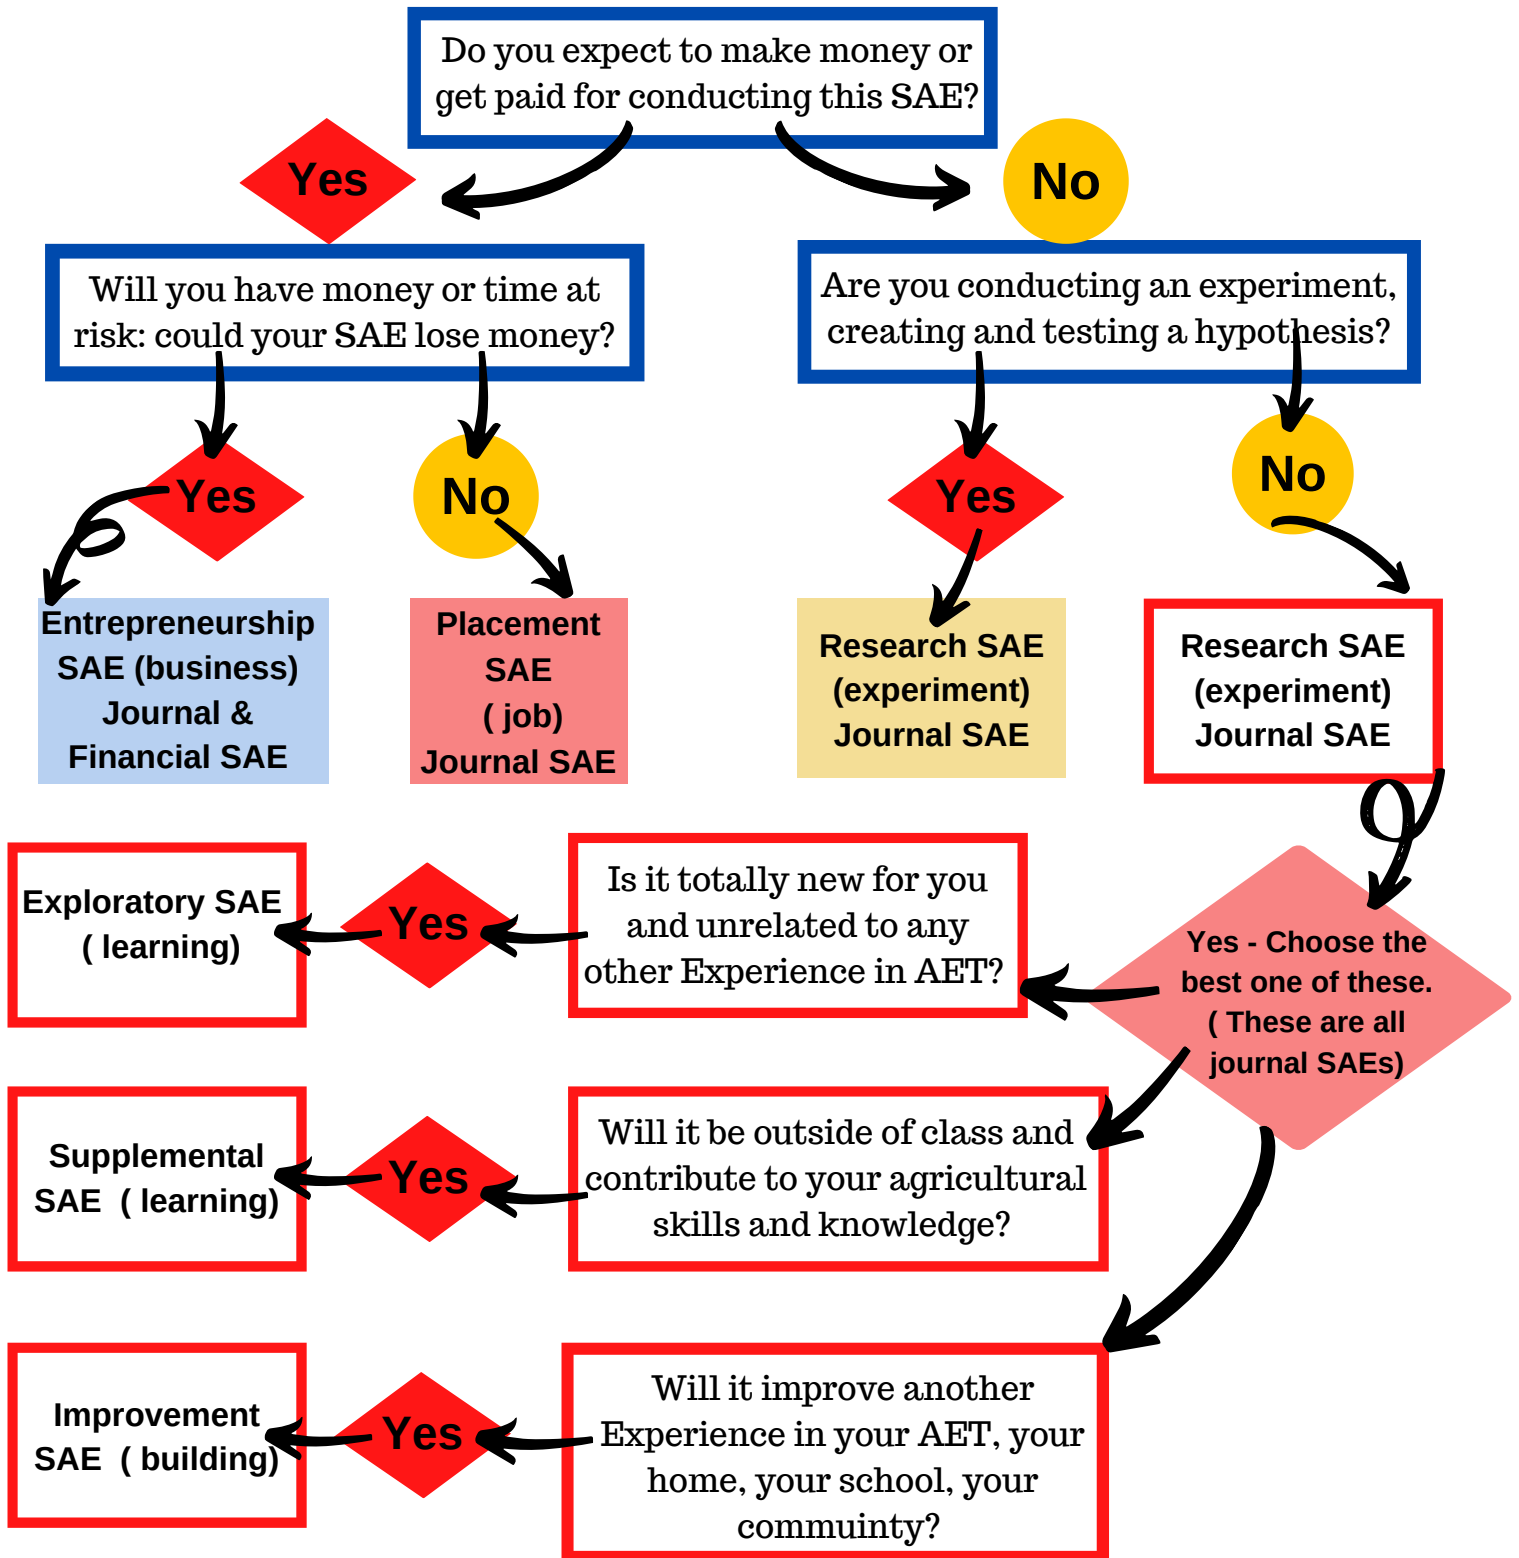 Do you expect to make money or
get paid for conducting this SAE?
Yes
No
Will you have money or time at
risk: could your SAE lose money?
Are you conducting an experiment,
creating and testing a hypothesis?
Yes
No
Yes
No
Entrepreneurship
SAE (business)
Journal &
Financial SAE
Placement
SAE
( job)
Journal SAE
Research SAE
(experiment)
Journal SAE
Research SAE
(experiment)
Journal SAE
Exploratory SAE
( learning)
Yes
Is it totally new for you
and unrelated to any
other Experience in AET?
Yes - Choose the
best one of these.
( These are all
journal SAEs)
Supplemental
SAE ( learning)
Yes
Will it be outside of class and
contribute to your agricultural
skills and knowledge?
Improvement
SAE ( building)
Yes
Will it improve another
Experience in your AET, your
home, your school, your
commuinty?